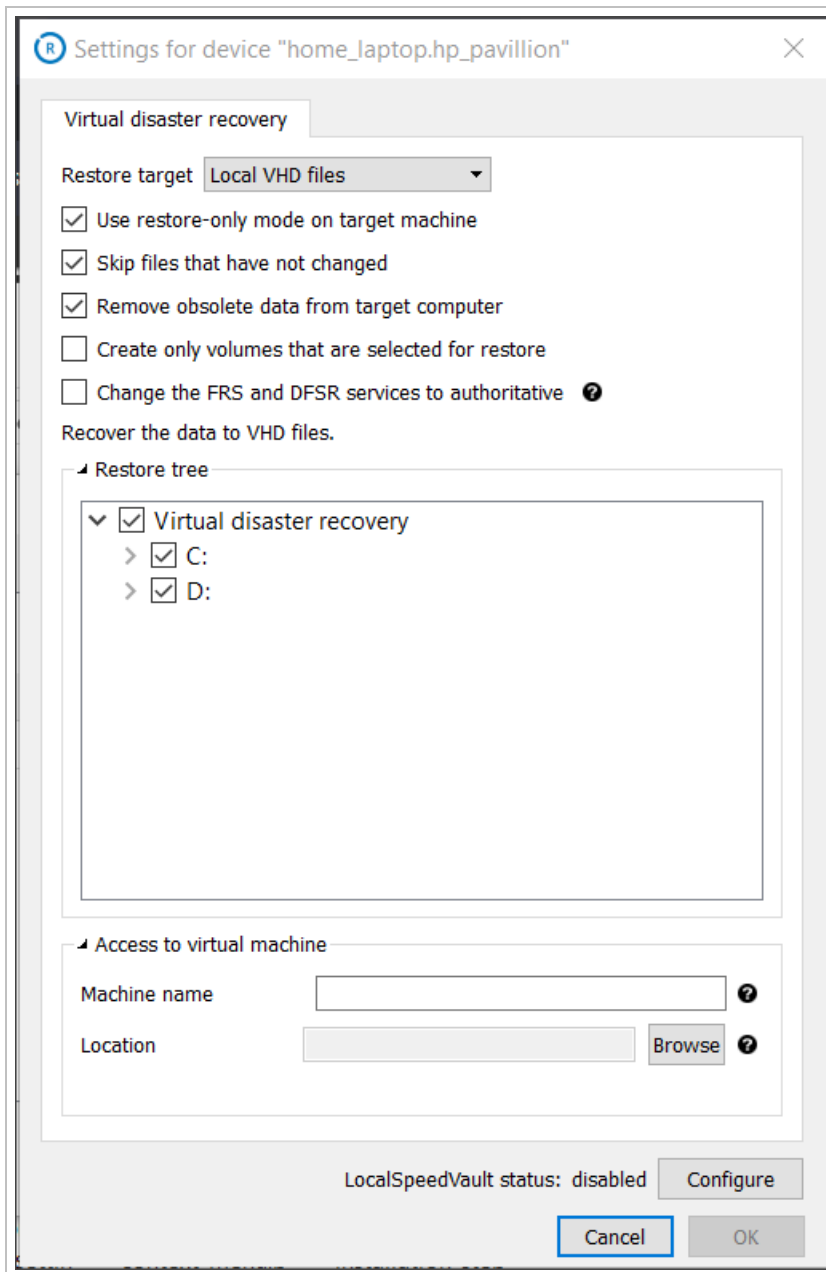 R Settings for device "home_laptop.hp_pavillion"
Virtual disaster recovery
Restore target Local VHD files
Use restore-only mode on target machine
Skip files that have not changed
Remove obsolete data from target computer
Create only volumes that are selected for restore
Change the FRS and DFSR services to authoritative ?
Recover the data to VHD files.
Restore tree
Virtual disaster recovery
C:
D:
Access to virtual machine
Machine name ?
Location Browse ?
LocalSpeedVault status: disabled Configure
Cancel OK